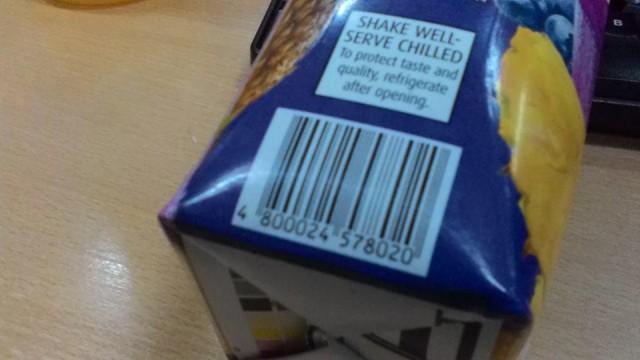 SHAKE WELL-
SERVE CHILLED
To protect taste and
quality, refrigerate
after opening.
4 800024 578020
B